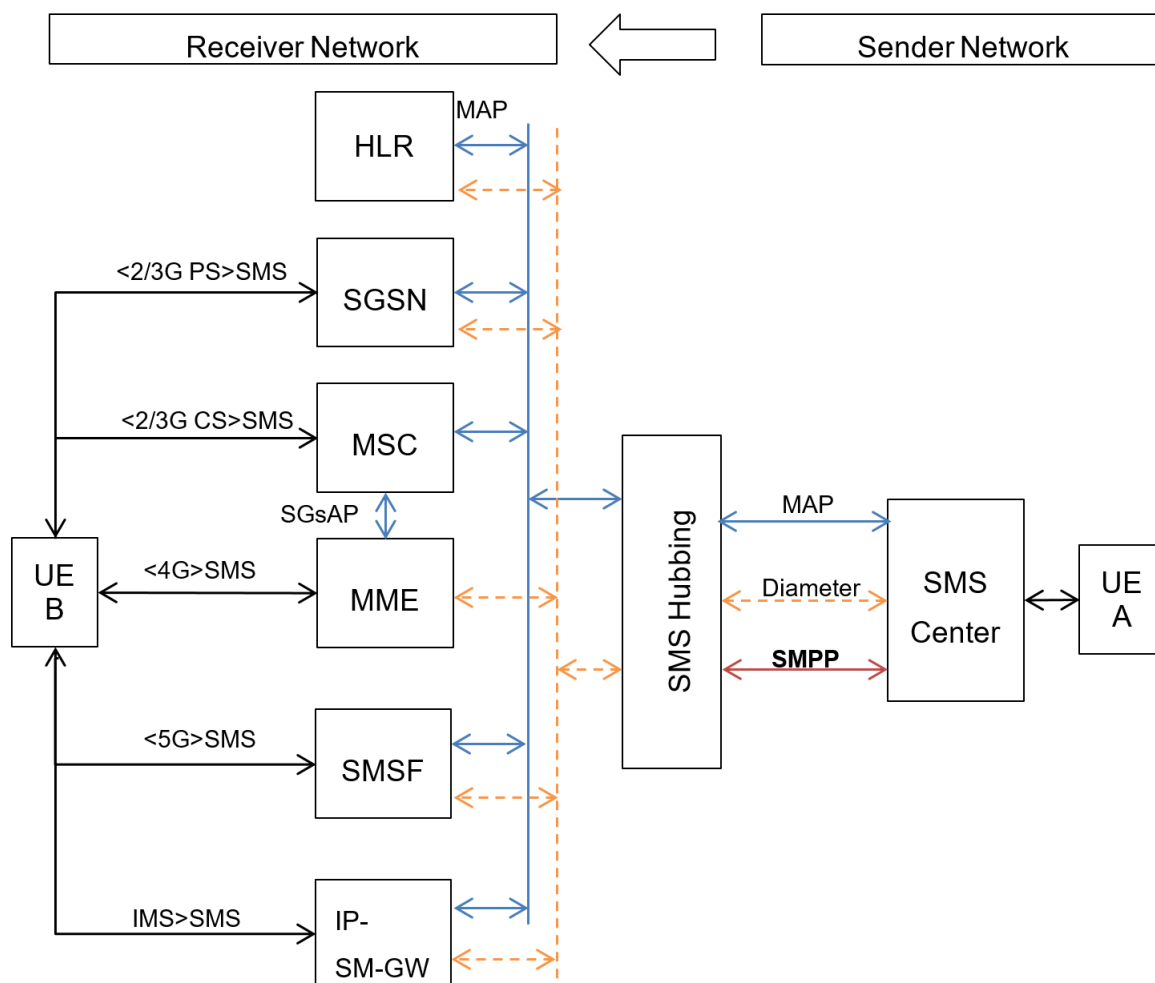 Receiver Network
Sender Network
MAP
HLR
<2/3G PS>SMS
SGSN
<2/3G CS>SMS
MSC
SGsAP
MAP
UE
B
<4G>SMS
MME
SMS Hubbing
Diameter
SMS
Center
UE
A
SMPP
<5G>SMS
SMSF
IMS>SMS
IP-
SM-GW